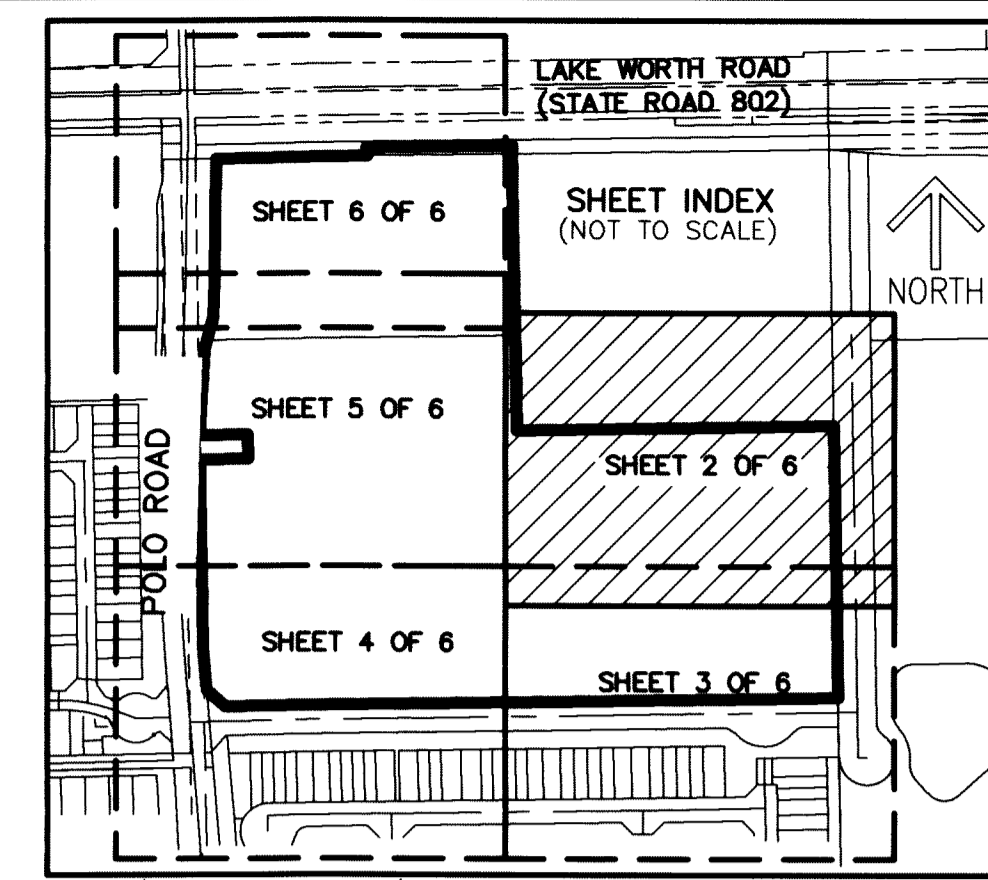 LAKE WORTH ROAD
(STATE ROAD 802)
SHEET 6 OF 6
SHEET INDEX
(NOT TO SCALE)
NORTH
SHEET 5 OF 6
POLO ROAD
SHEET 2 OF 6
SHEET 4 OF 6
SHEET 3 OF 6